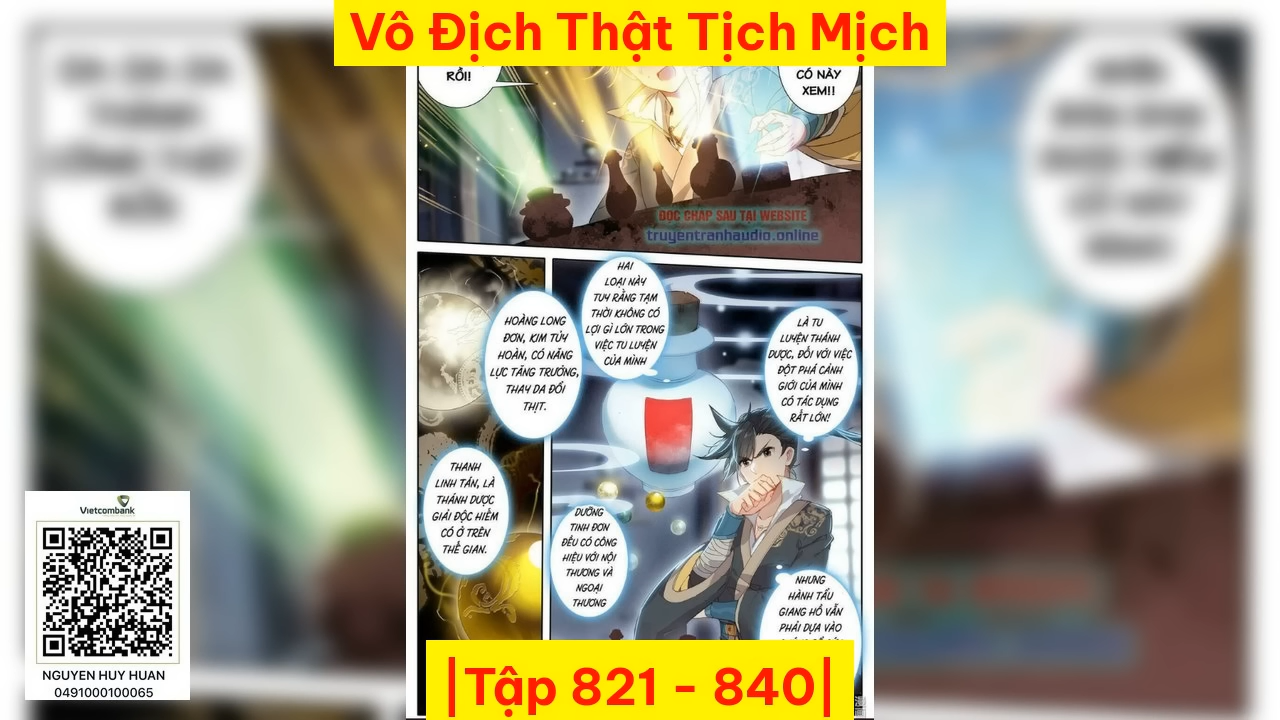 Vô Địch Thật Tịch Mịch
RỒI!
CÓ NÀY
XEM!!
ĐỌC CHAP SAU TẠI WEBSITE
truyentranhaudio.online
HAI
LOẠI NÀY
TUY RẰNG TẠM
THỜI KHÔNG CÓ
LỢI GÌ LỚN TRONG
VIỆC TU LUYỆN
CỦA MÌNH
HOÀNG LONG
ĐƠN, KIM TỦY
HOÀN, CÓ NĂNG
LỰC TĂNG TRƯỞNG,
THAY DA ĐỔI
THỊT.
LÀ TU
LUYỆN THÁNH
DƯỢC, ĐỐI VỚI VIỆC
ĐỘT PHÁ CẢNH
GIỚI CỦA MÌNH
CÓ TÁC DỤNG
RẤT LỚN!
THANH
LINH TÁN, LÀ
THÁNH DƯỢC
GIẢI ĐỘC HIẾM
CÓ Ở TRÊN
THẾ GIAN.
DƯỠNG
TINH ĐƠN
ĐỀU CÓ CÔNG
HIỆU VỚI NỘI
THƯƠNG VÀ
NGOẠI
THƯƠNG
NHƯNG
HÀNH TẨU
GIANG HỒ VẪN
PHẢI DỰA VÀO
Vietcombank
NGUYEN HUY HUAN
0491000100065
|Tập 821 - 840|